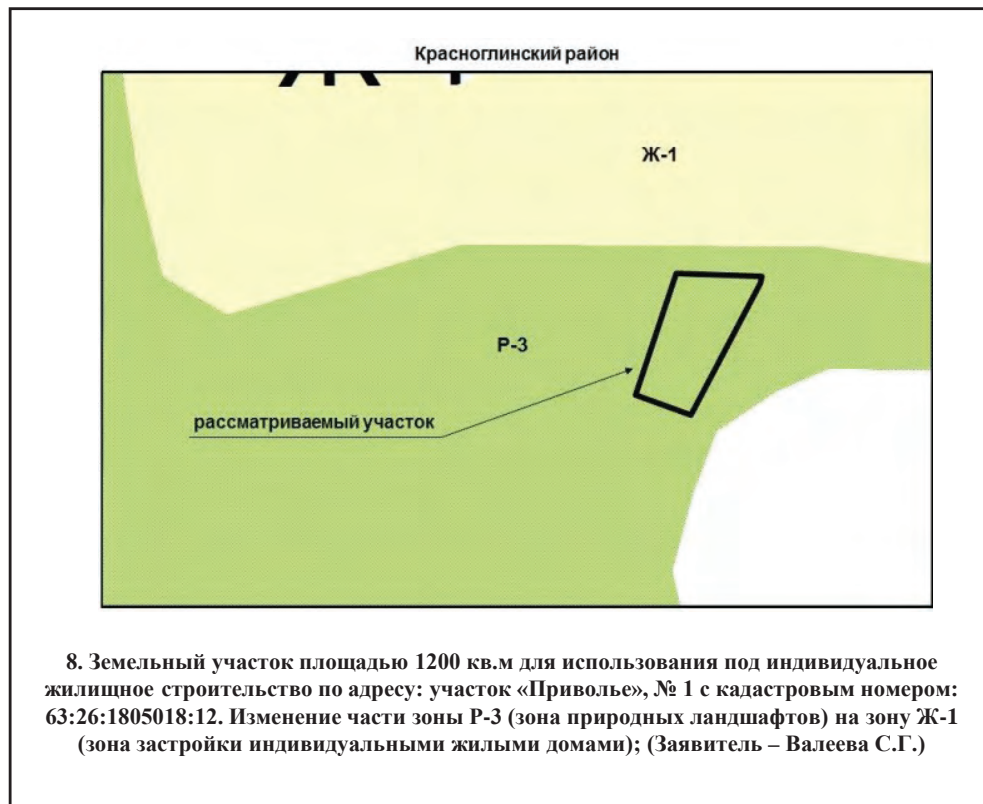 Красноглинский район
Ж-1
Р-3
рассматриваемый участок
8. Земельный участок площадью 1200 кв.м для использования под индивидуальное
жилищное строительство по адресу: участок «Приволье», № 1 с кадастровым номером:
63:26:1805018:12. Изменение части зоны Р-3 (зона природных ландшафтов) на зону Ж-1
(зона застройки индивидуальными жилыми домами); (Заявитель – Валеева С.Г.)